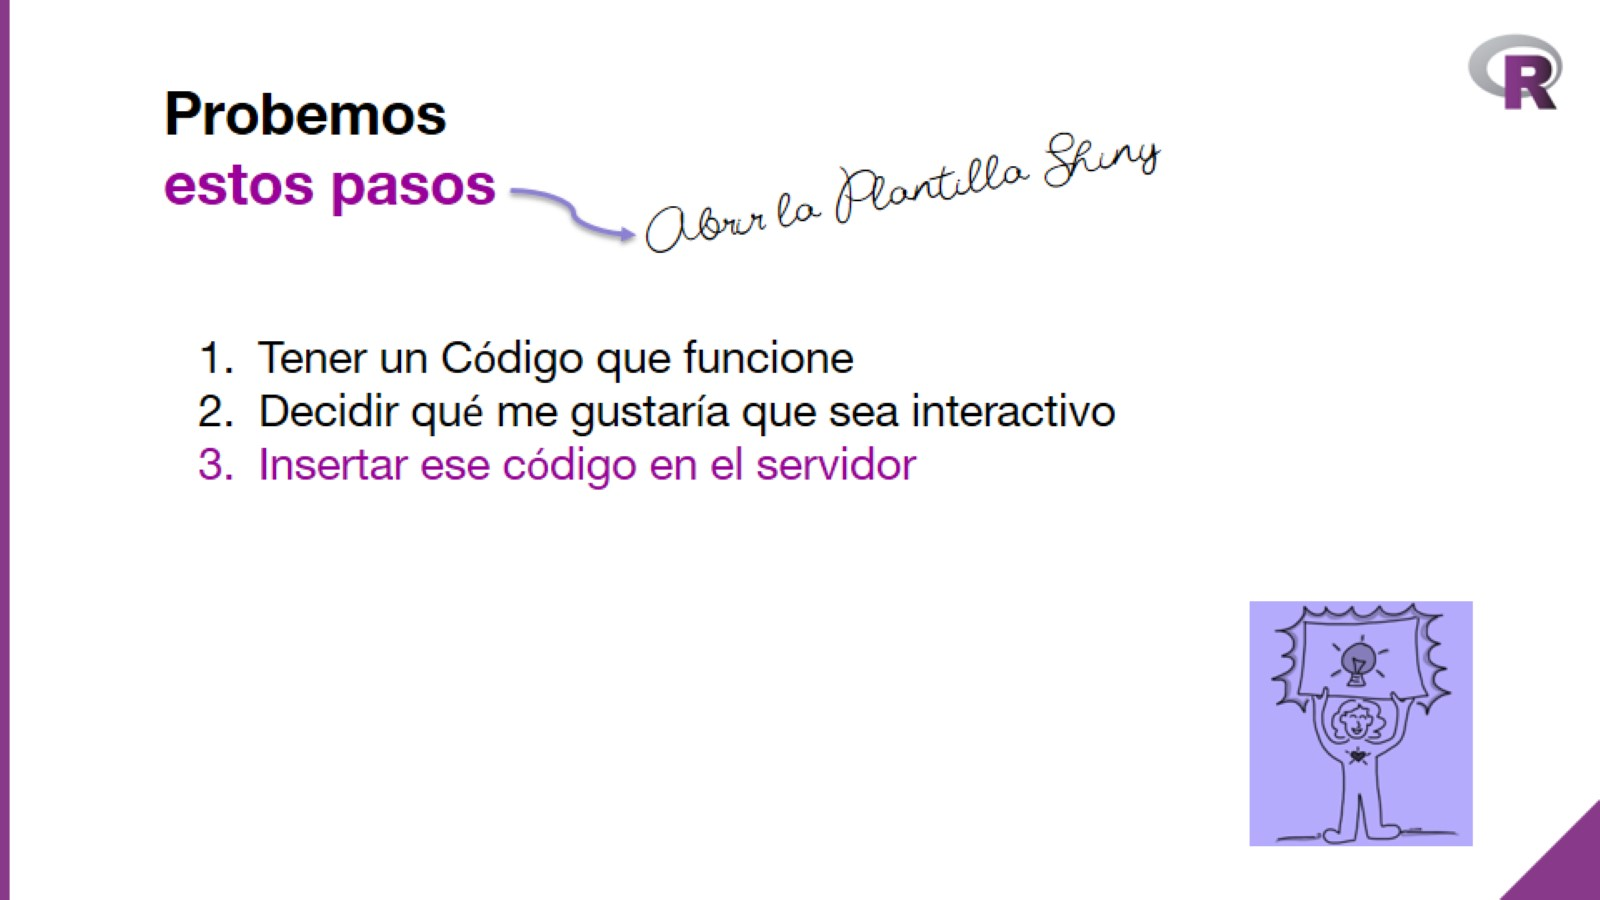 R
Probemos
estos pasos
Abrir la Plantilla Shiny
1. Tener un Código que funcione
2. Decidir qué me gustaría que sea interactivo
3. Insertar ese código en el servidor